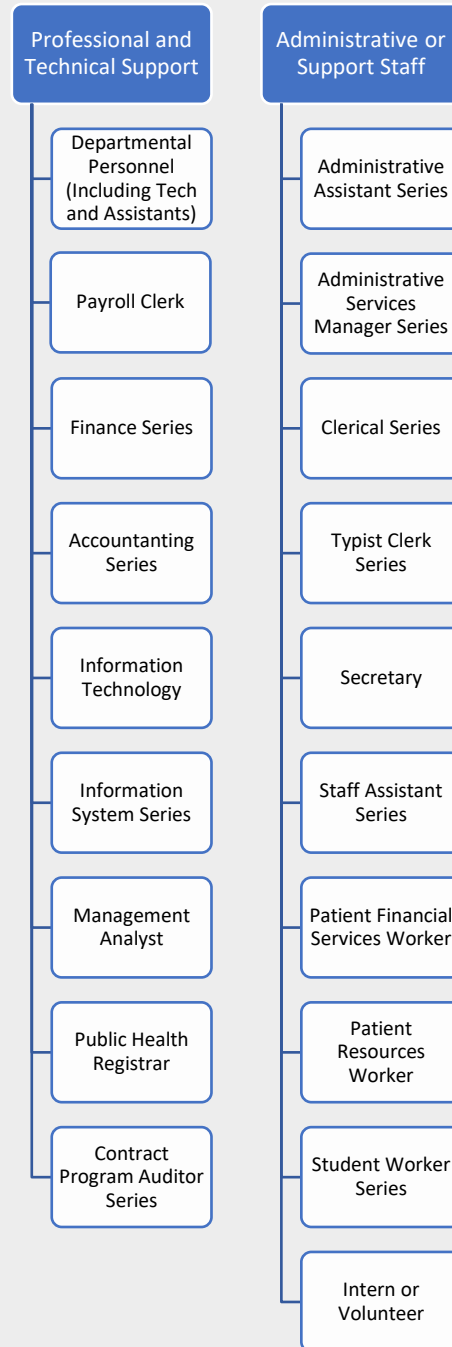 Professional and
Technical Support
Departmental
Personnel
(Including Tech
and Assistants)
Payroll Clerk
Finance Series
Accountanting
Series
Information
Technology
Information
System Series
Management
Analyst
Public Health
Registrar
Contract
Program Auditor
Series
Administrative or
Support Staff
Administrative
Assistant Series
Administrative
Services
Manager Series
Clerical Series
Typist Clerk
Series
Secretary
Staff Assistant
Series
Patient Financial
Services Worker
Patient
Resources
Worker
Student Worker
Series
Intern or
Volunteer